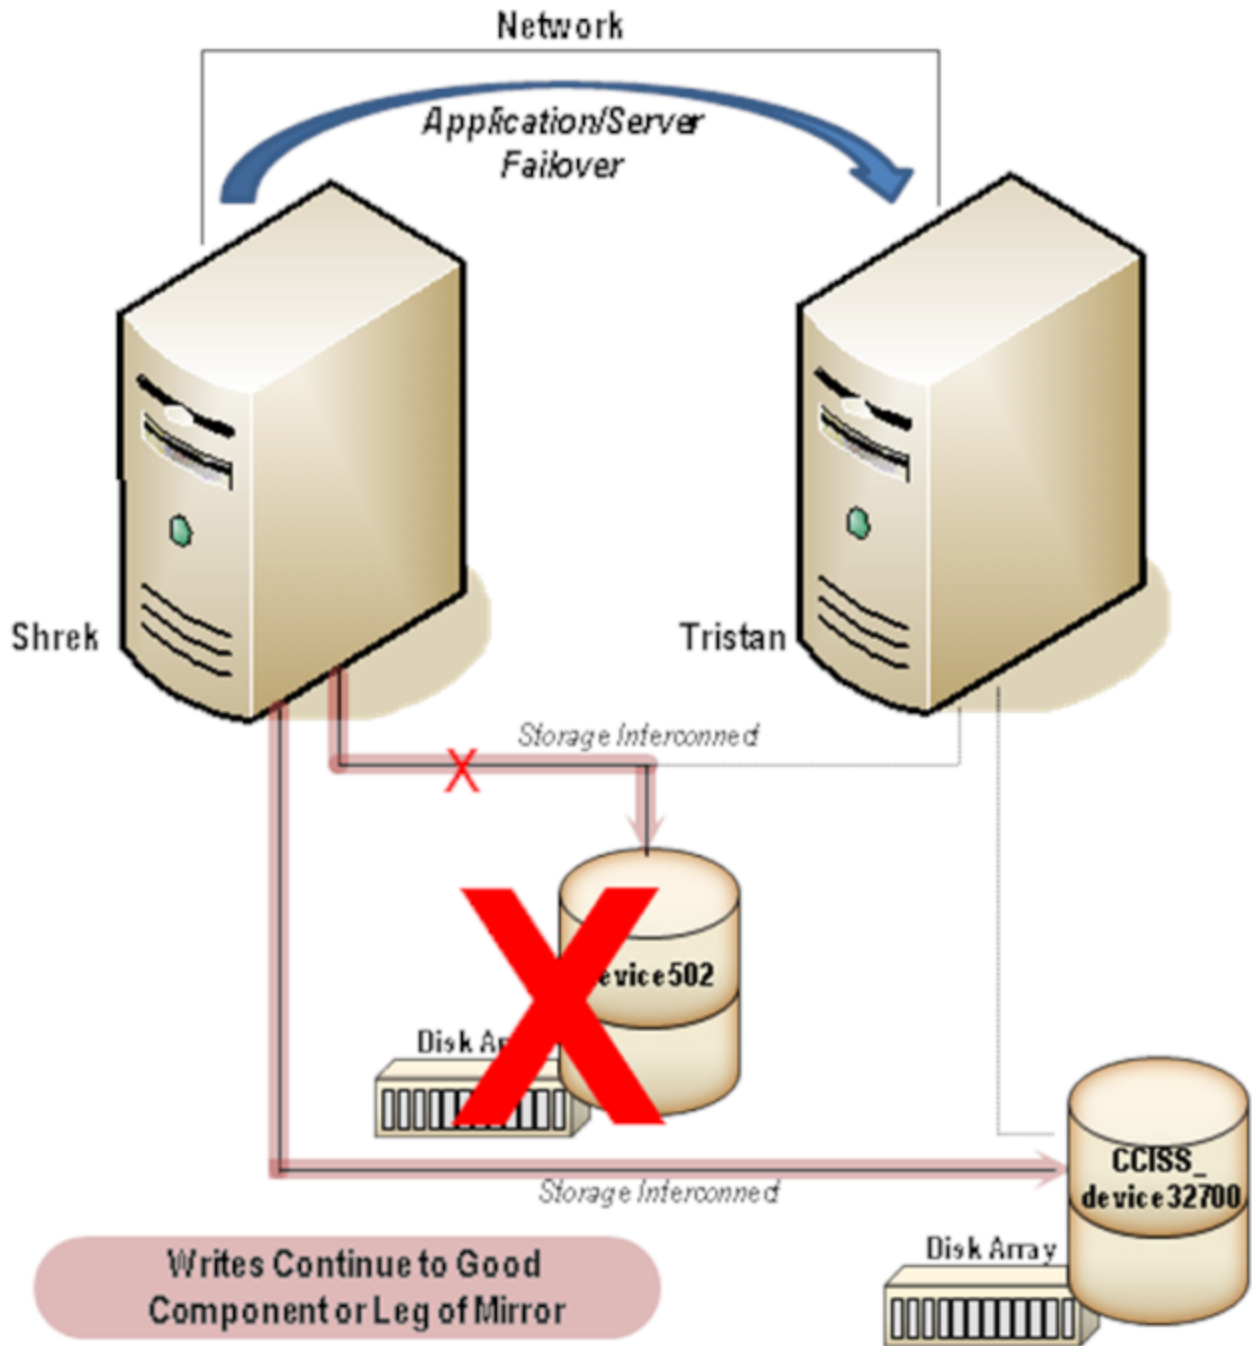 Network
Application/Server
Failover
Shrek
Tristan
Storage Interconnect
X
evice502
Disk Ar
X
CCISS_
device32700
Storage Interconnect
Disk Array
Writes Continue to Good
Component or Leg of Mirror